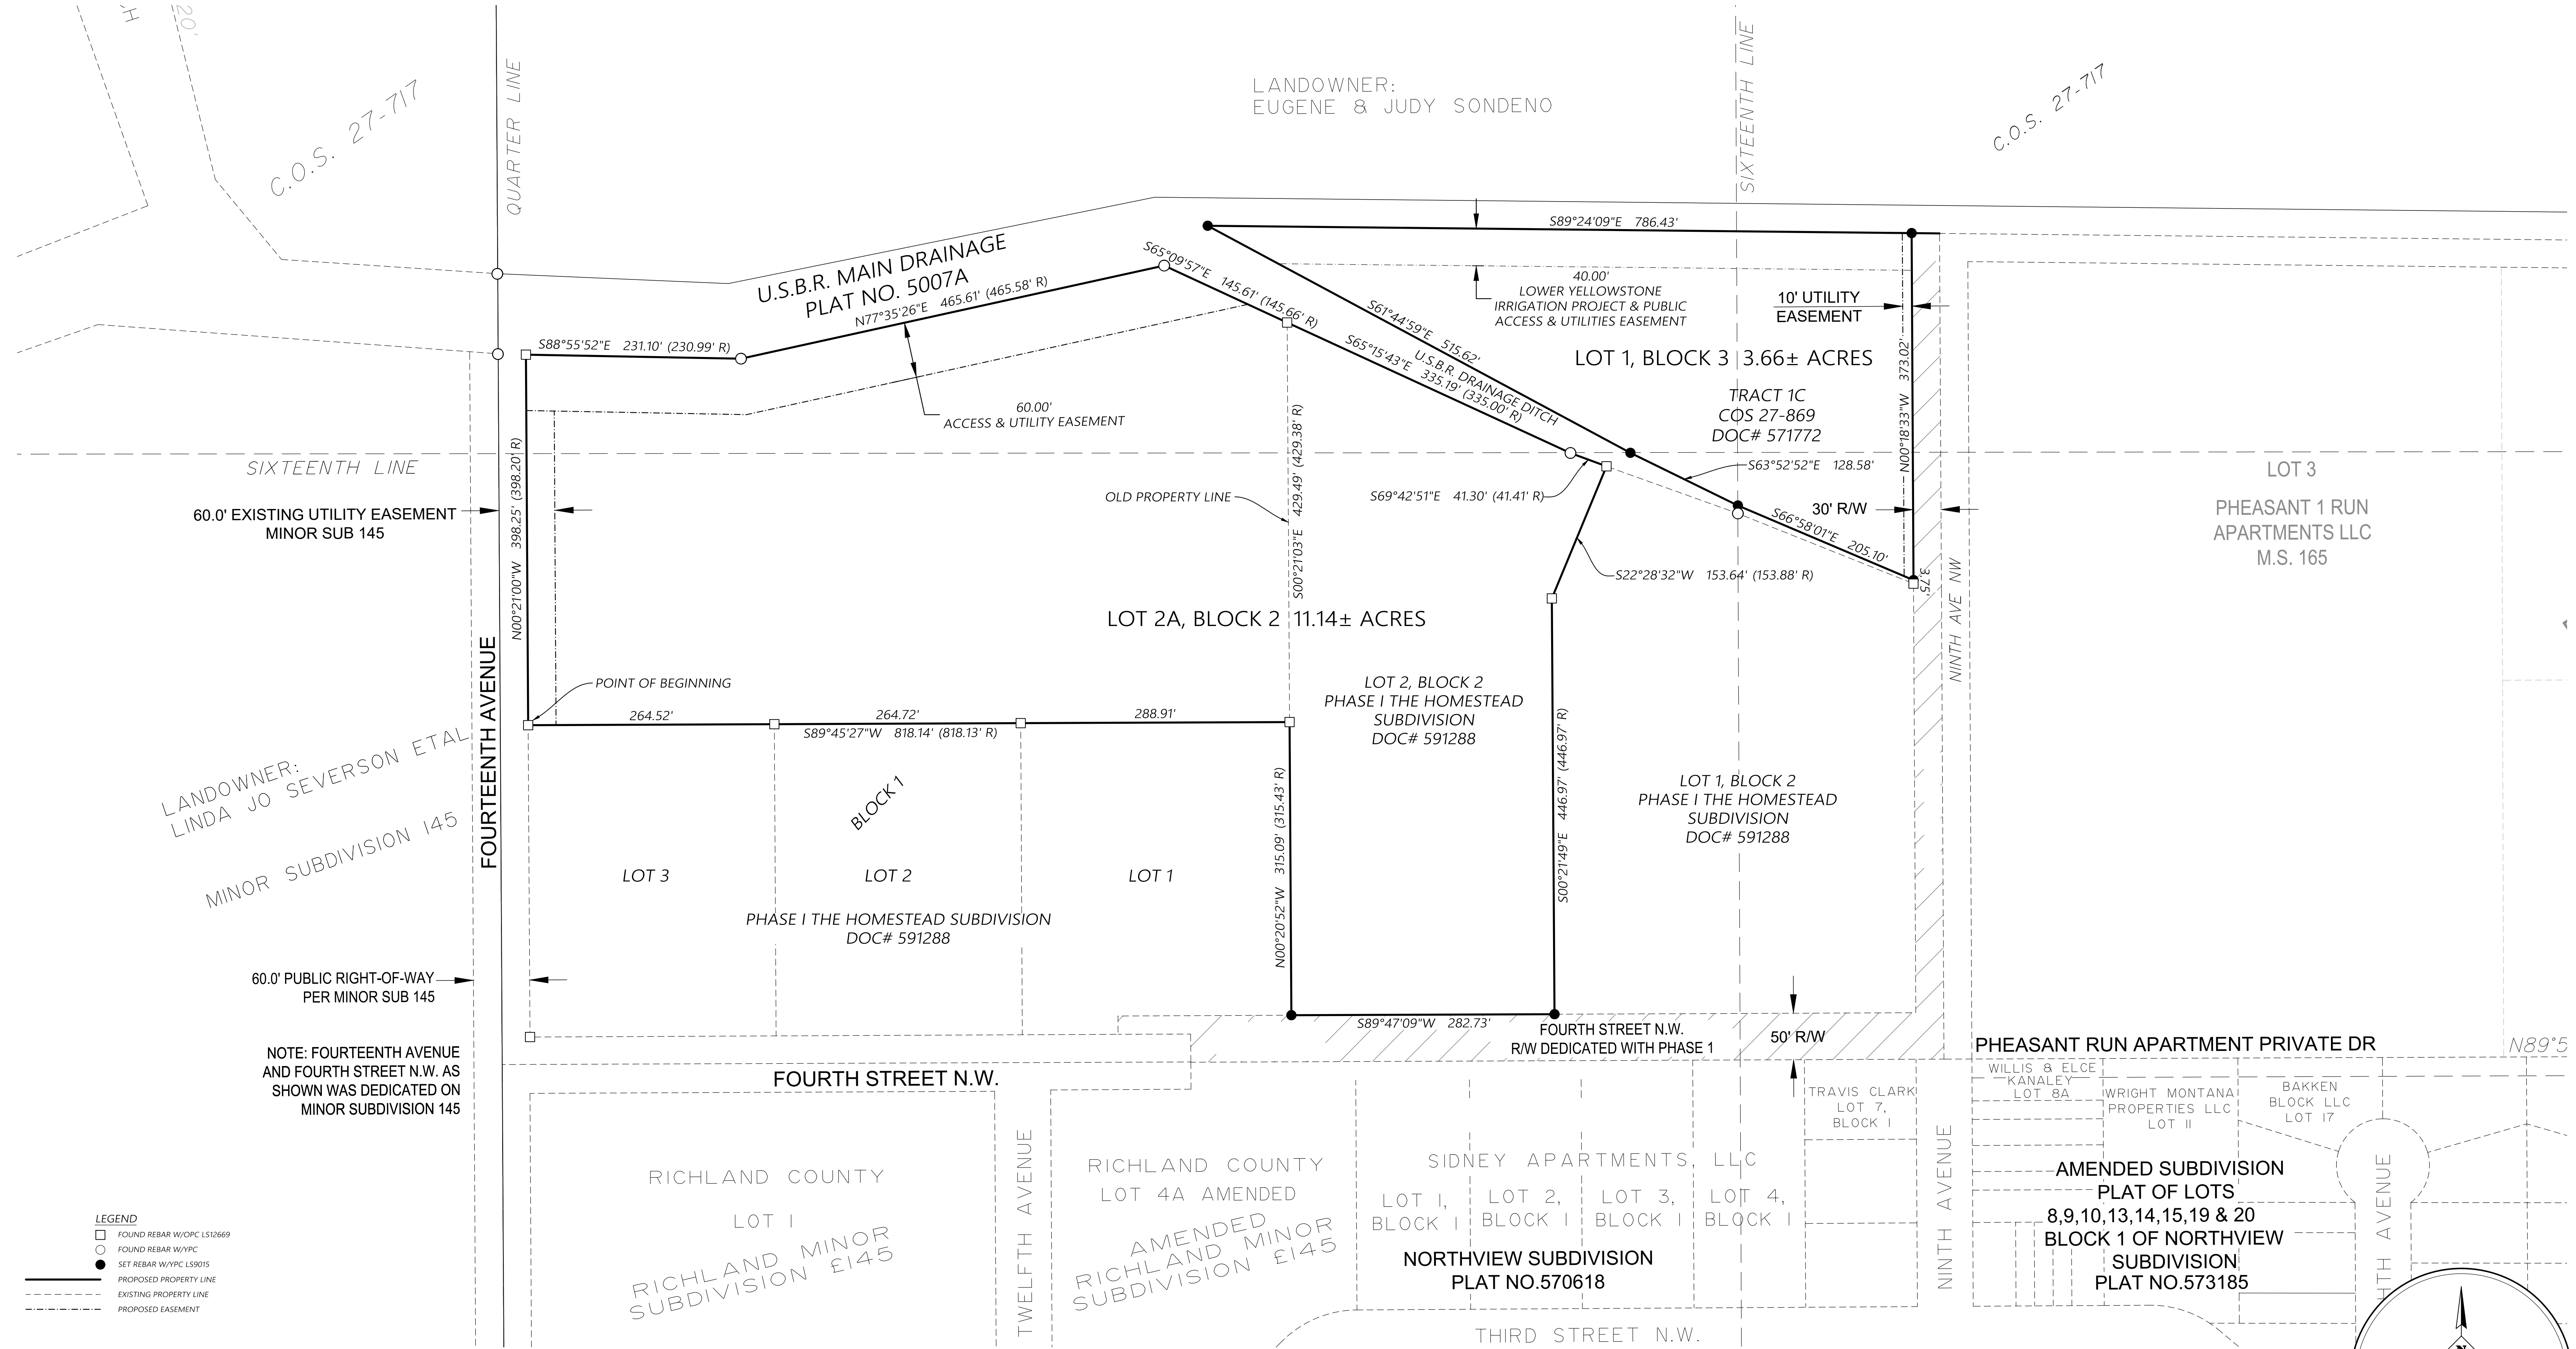 20'
C.O.S. 27-717
QUARTER LINE
LANDOWNER:
EUGENE & JUDY SONDENO
SIXTEENTH LINE
C.O.S. 27-717
S89°24'09"E 786.43'
U.S.B.R. MAIN DRAINAGE
PLAT NO. 5007A
N77°35'26"E 465.61' (465.58' R)
S65°09'57"E 145.61' (145.66' R)
S88°55'52"E 231.10' (230.99' R)
40.00'
LOWER YELLOWSTONE
IRRIGATION PROJECT & PUBLIC
ACCESS & UTILITIES EASEMENT
10' UTILITY
EASEMENT
S61°44'59"E 515.62'
U.S.B.R. DRAINAGE DITCH
S65°15'43"E 335.19' (335.00' R)
LOT 1, BLOCK 3 3.66± ACRES
TRACT 1C
COS 27-869
DOC# 571772
N00°18'33"W 373.02'
60.00'
ACCESS & UTILITY EASEMENT
SIXTEENTH LINE
60.0' EXISTING UTILITY EASEMENT
MINOR SUB 145
N00°21'00"W 398.25' (398.20' R)
OLD PROPERTY LINE
S00°21'03"E 429.49' (429.38' R)
S69°42'51"E 41.30' (41.41' R)
S63°52'52"E 128.58'
30' R/W
S66°58'01"E 205.10'
3.75'
S22°28'32"W 153.64' (153.88' R)
NINTH AVE NW
LOT 3
PHEASANT 1 RUN
APARTMENTS LLC
M.S. 165
LOT 2A, BLOCK 2 11.14± ACRES
POINT OF BEGINNING
264.52'
264.72'
288.91'
S89°45'27"W 818.14' (818.13' R)
LOT 2, BLOCK 2
PHASE I THE HOMESTEAD
SUBDIVISION
DOC# 591288
FOURTEENTH AVENUE
LANDOWNER:
LINDA JO SEVERSON ETAL
MINOR SUBDIVISION 145
BLOCK 1
N00°20'52"W 315.09' (315.43' R)
S00°21'49"E 446.97' (446.97' R)
LOT 1, BLOCK 2
PHASE I THE HOMESTEAD
SUBDIVISION
DOC# 591288
LOT 3
LOT 2
LOT 1
PHASE I THE HOMESTEAD SUBDIVISION
DOC# 591288
60.0' PUBLIC RIGHT-OF-WAY
PER MINOR SUB 145
S89°47'09"W 282.73'
FOURTH STREET N.W.
R/W DEDICATED WITH PHASE 1
50' R/W
PHEASANT RUN APARTMENT PRIVATE DR
N89°5
NOTE: FOURTEENTH AVENUE
AND FOURTH STREET N.W. AS
SHOWN WAS DEDICATED ON
MINOR SUBDIVISION 145
FOURTH STREET N.W.
RICHLAND COUNTY
LOT 1
RICHLAND MINOR
SUBDIVISION £145
TWELFTH AVENUE
RICHLAND COUNTY
LOT 4A AMENDED
AMENDED
RICHLAND MINOR
SUBDIVISION £145
SIDNEY APARTMENTS, LLC
LOT 1,
BLOCK 1
LOT 2,
BLOCK 1
LOT 3,
BLOCK 1
LOT 4,
BLOCK 1
NORTHVIEW SUBDIVISION
PLAT NO.570618
TRAVIS CLARK
LOT 7,
BLOCK 1
NINTH AVENUE
WILLIS & ELCE
KANALEY
LOT 8A
WRIGHT MONTANA
PROPERTIES LLC
LOT 11
BAKKEN
BLOCK LLC
LOT 17
AMENDED SUBDIVISION
PLAT OF LOTS
8,9,10,13,14,15,19 & 20
BLOCK 1 OF NORTHVIEW
SUBDIVISION
PLAT NO.573185
HTH AVENUE
THIRD STREET N.W.
LEGEND
FOUND REBAR W/OPC LS12669
FOUND REBAR W/YPC
SET REBAR W/YPC LS9015
PROPOSED PROPERTY LINE
EXISTING PROPERTY LINE
PROPOSED EASEMENT
N